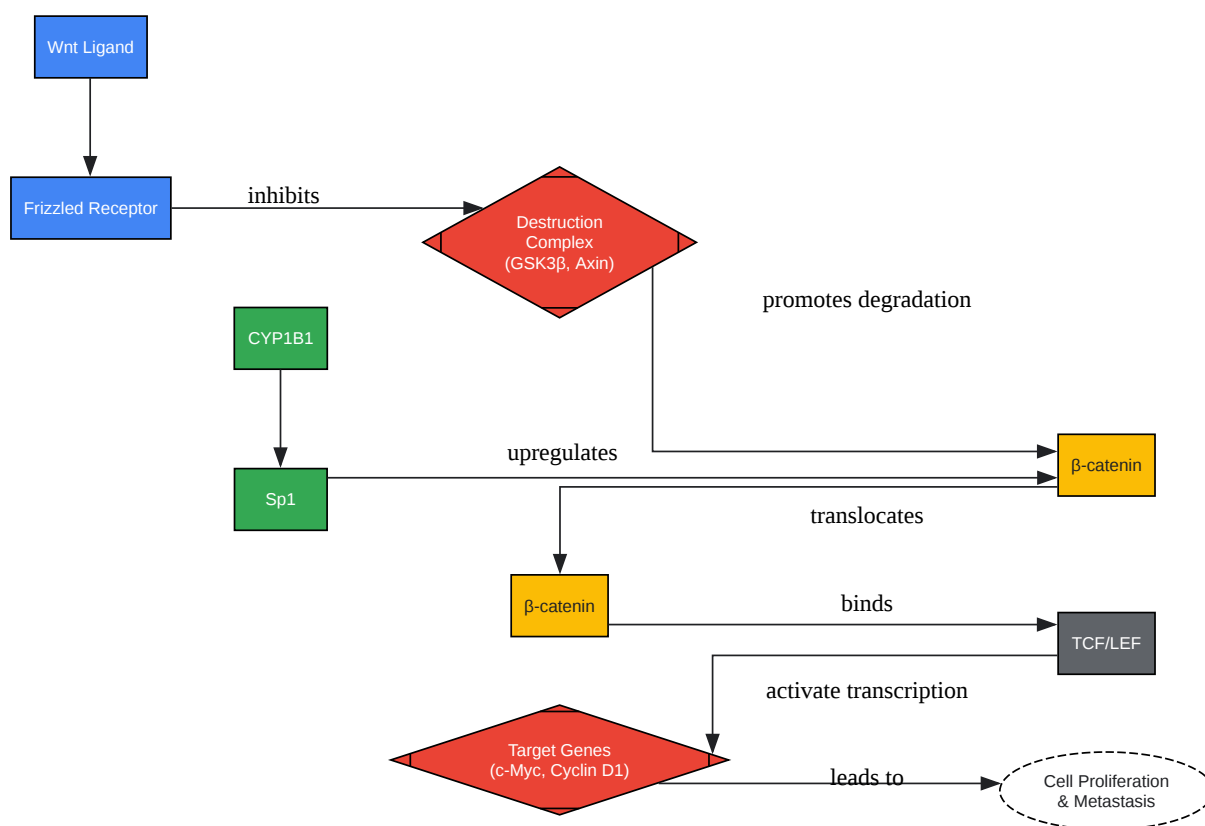 Wnt Ligand
Frizzled Receptor
inhibits
Destruction
Complex
(GSK3β, Axin)
promotes degradation
CYP1B1
Sp1
upregulates
β-catenin
translocates
β-catenin
binds
TCF/LEF
activate transcription
Target Genes
(c-Myc, Cyclin D1)
leads to
Cell Proliferation
& Metastasis